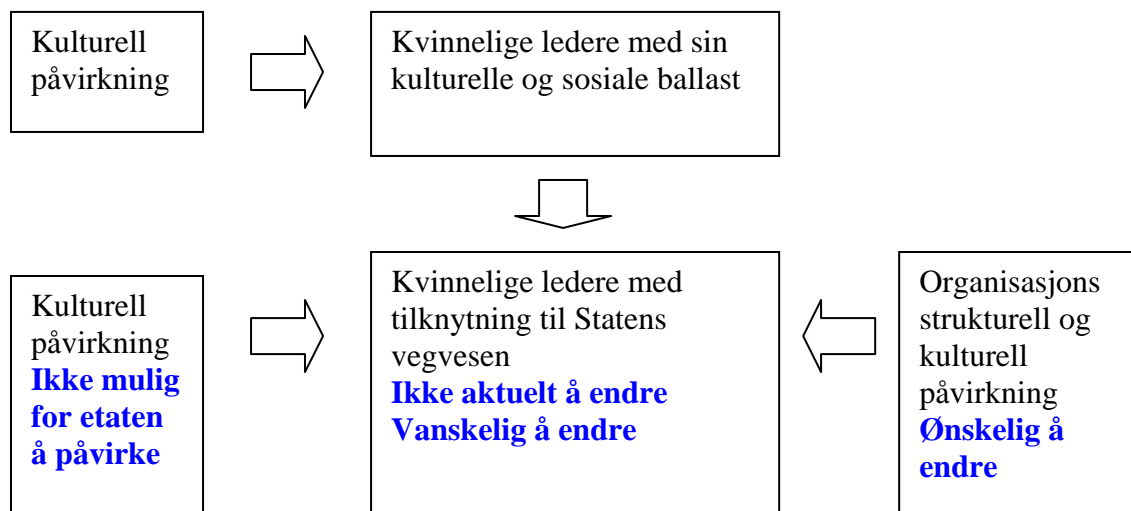 Kulturell
påvirkning
Kvinnelige ledere med sin
kulturelle og sosiale ballast
Kulturell
påvirkning
Ikke mulig
for etaten
å påvirke
Kvinnelige ledere med
tilknytning til Statens
vegvesen
Ikke aktuelt å endre
Vanskelig å endre
Organisasjons
strukturell og
kulturell
påvirkning
Ønskelig å
endre